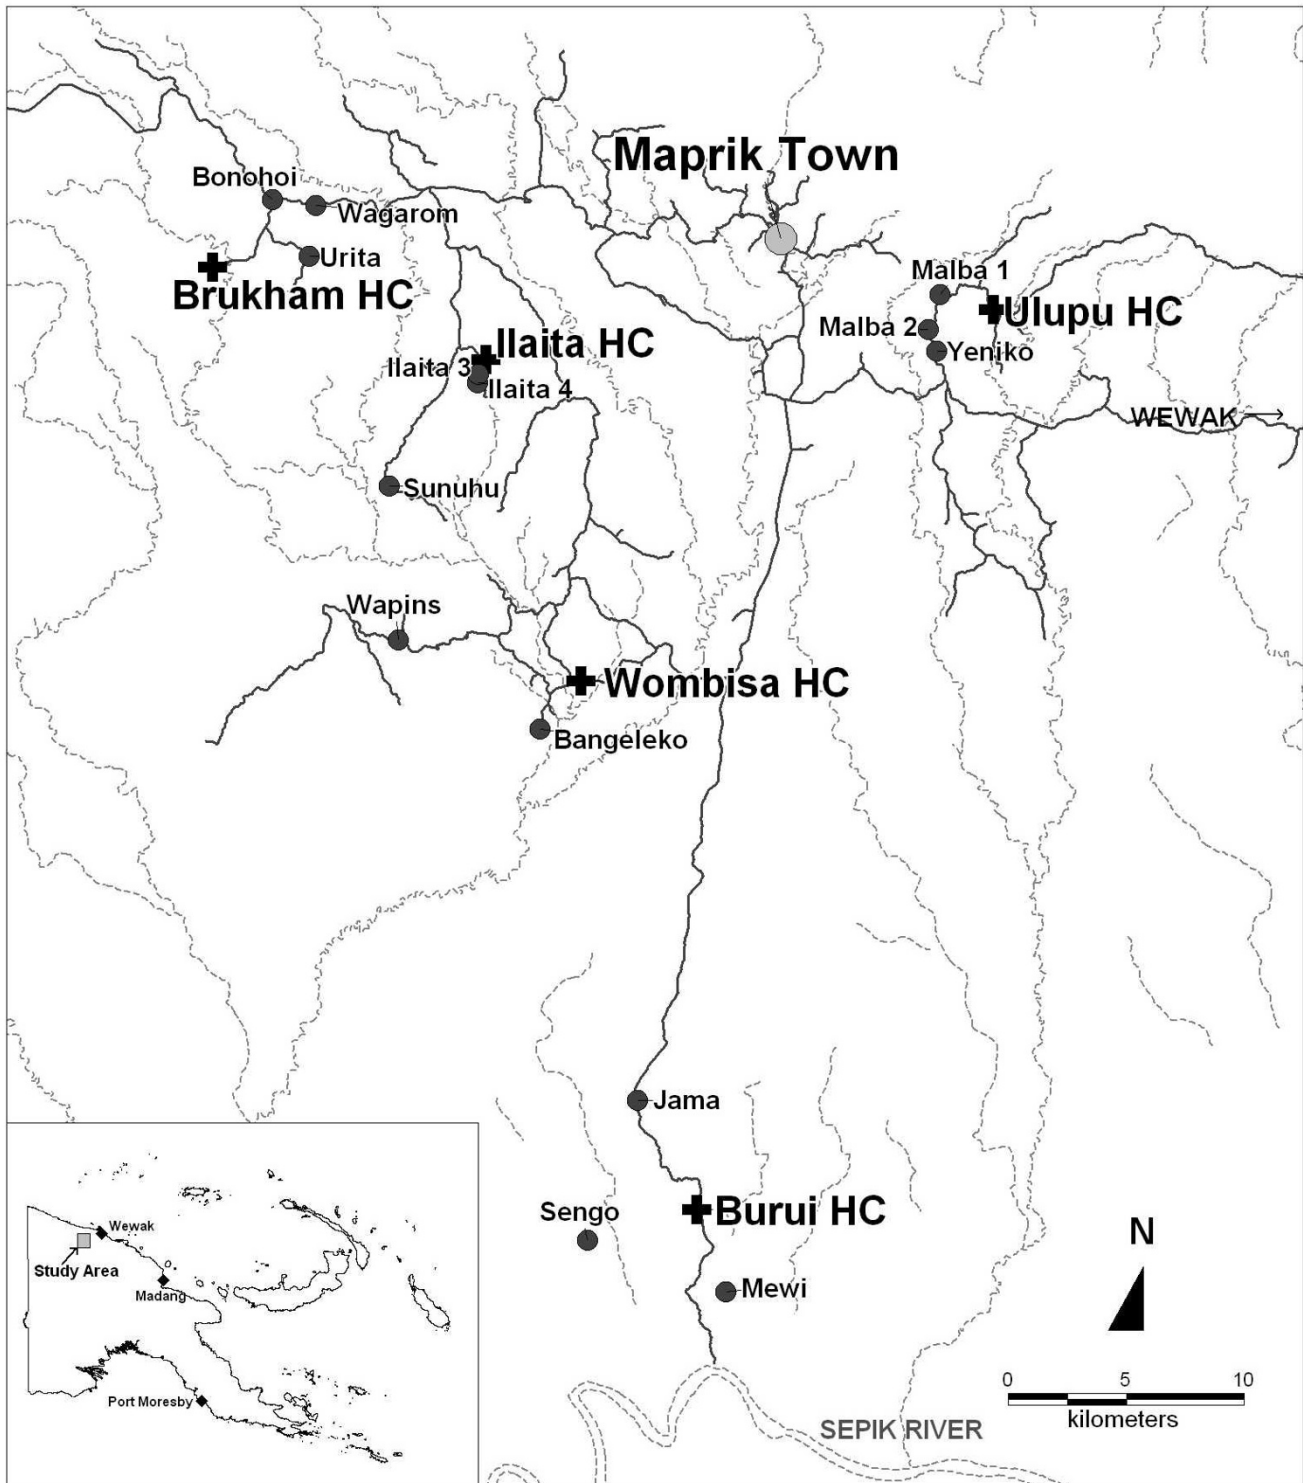 Maprik Town
Bonohoi
Wagarom
Urita
Brukham HC
Malba 1
Ulupu HC
Malba 2
Yeniko
Ilaita HC
Ilaita 3
Ilaita 4
WEWAK
Sunuhu
Wapins
Wombisa HC
Bangeleko
Jama
Sengo
Burui HC
Mewi
N
0 5 10
kilometers
SEPIK RIVER
Wewak
Study Area
Madang
Port Moresby